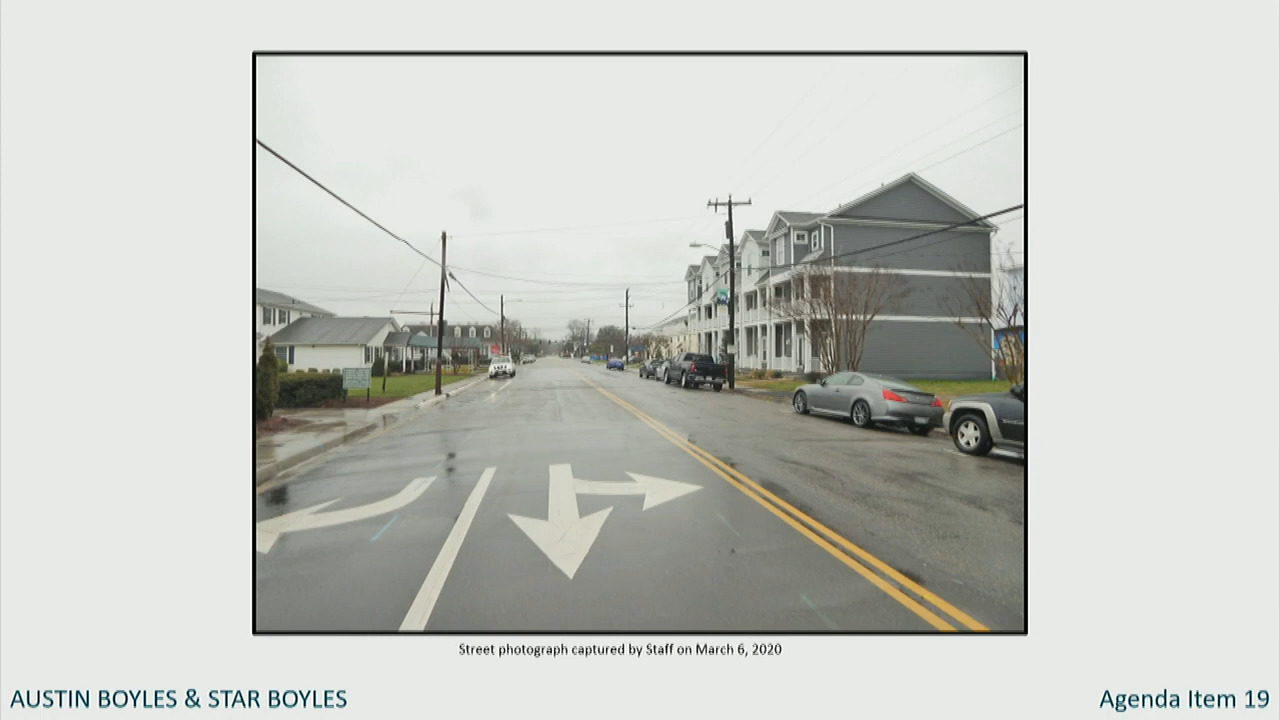 Street photograph captured by Staff on March 6, 2020
AUSTIN BOYLES & STAR BOYLES
Agenda Item 19